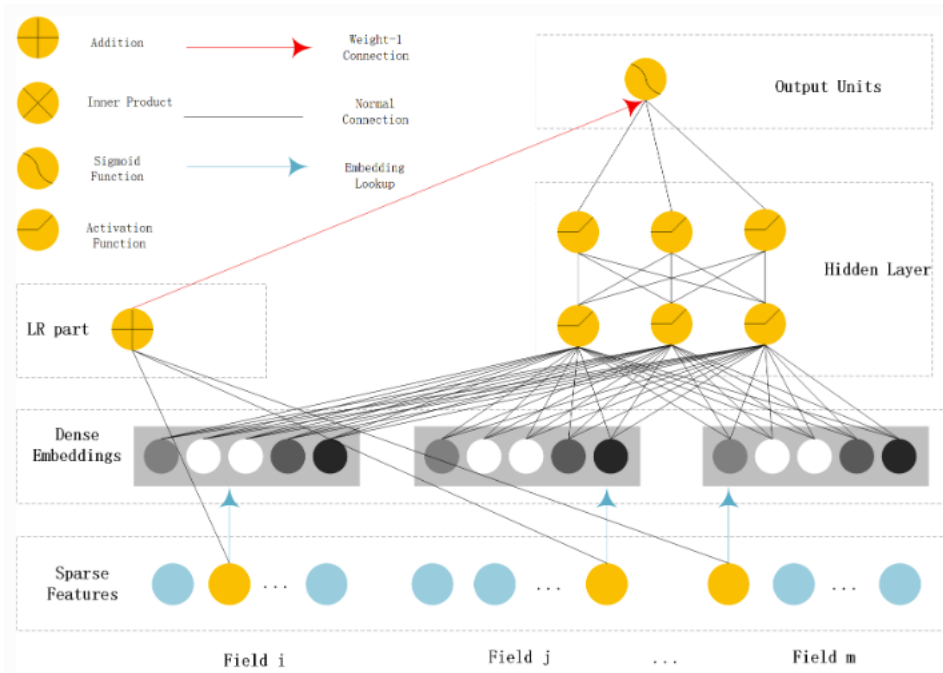 Addition
Weight-1
Connection
Output Units
Inner Product
Normal
Connection
Sigmoid
Function
Embedding
Lookup
Activation
Function
Hidden Layer
LR part
Dense
Embeddings
Sparse
Features
...
...
...
Field i
Field j
...
Field m